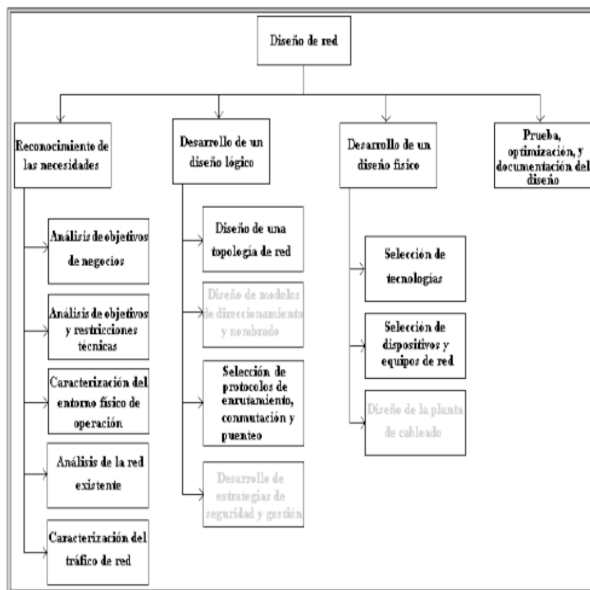 Diseño de red
Reconocimiento de
las necesidades
Análisis de objetivos
de negocios
Análisis de objetivos
y restricciones
técnicas
Caracterización del
entorno físico de
operación
Análisis de la red
existente
Caracterización del
tráfico de red
Desarrollo de un
diseño lógico
Diseño de una
topología de red
Diseño de modelos
de direccionamiento
y nombrado
Selección de
protocolos de
enrutamiento,
conmutación y
puenteo
Desarrollo de
estrategias de
seguridad y gestión
Desarrollo de un
diseño físico
Selección de
tecnologías
Selección de
dispositivos y
equipos de red
Diseño de la planta
de cableado
Prueba,
optimización, y
documentación del
diseño